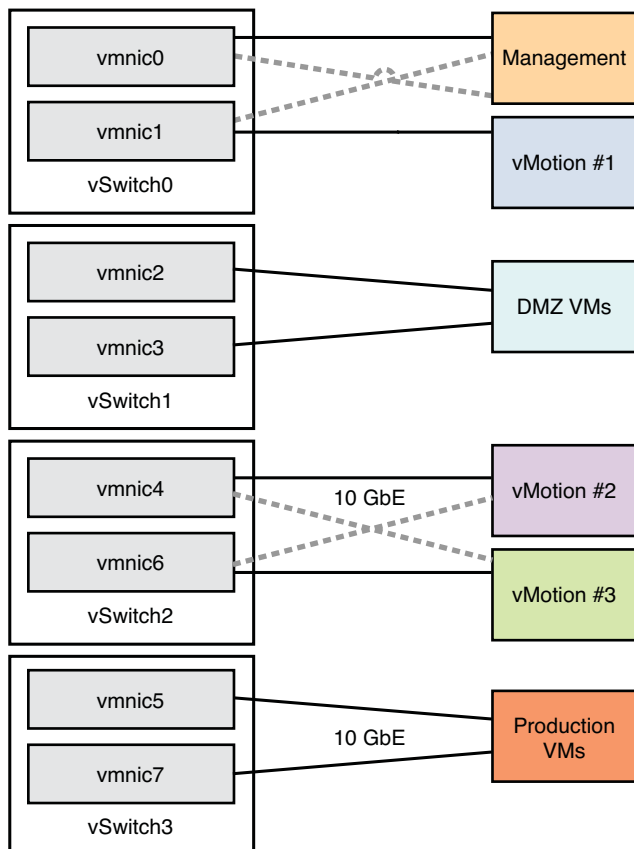 vmnic0
Management
vmnic1
vMotion #1
vSwitch0
vmnic2
DMZ VMs
vmnic3
vSwitch1
vmnic4
10 GbE
vMotion #2
vmnic6
vMotion #3
vSwitch2
vmnic5
10 GbE
Production
VMs
vmnic7
vSwitch3